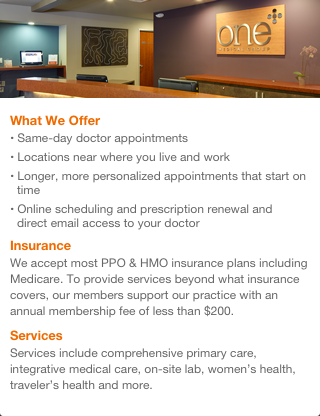 one
What We Offer
• Same-day doctor appointments
• Locations near where you live and work
• Longer, more personalized appointments that start on
time
• Online scheduling and prescription renewal and
direct email access to your doctor
Insurance
We accept most PPO & HMO insurance plans including
Medicare. To provide services beyond what insurance
covers, our members support our practice with an
annual membership fee of less than $200.
Services
Services include comprehensive primary care,
integrative medical care, on-site lab, women's health,
traveler's health and more.